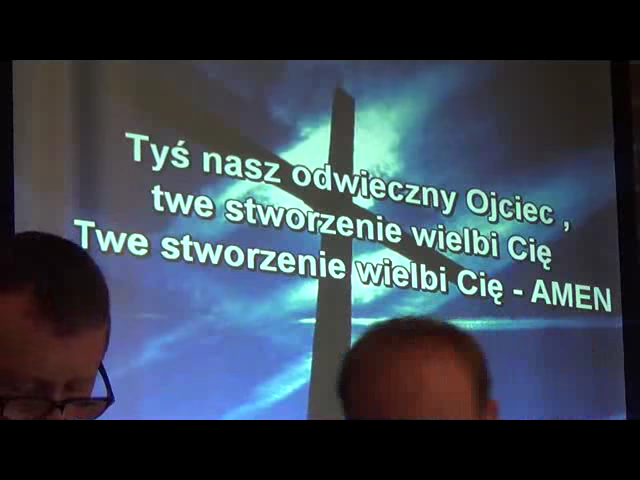 Tyś nasz odwieczny Ojciec ,
twe stworzenie wielbi Cię
Twe stworzenie wielbi Cię - AMEN